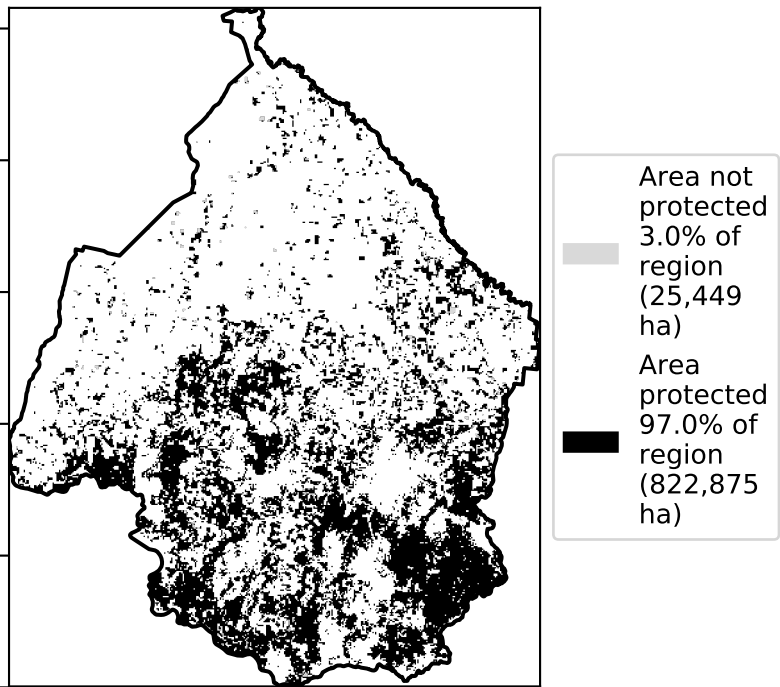 Area not
protected
3.0% of
region
(25,449
ha)
Area
protected
97.0% of
region
(822,875
ha)